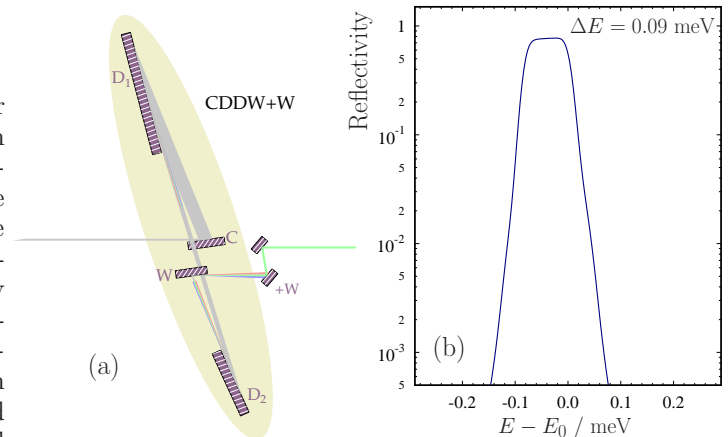 D₁
CDDW+W
C
W
+W
D₂
(a)
Reflectivity
1
5
2
10⁻¹
5
2
10⁻²
5
2
10⁻³
5
ΔE = 0.09 meV
(b)
-0.2 -0.1 0.0 0.1 0.2
E − E₀ / meV